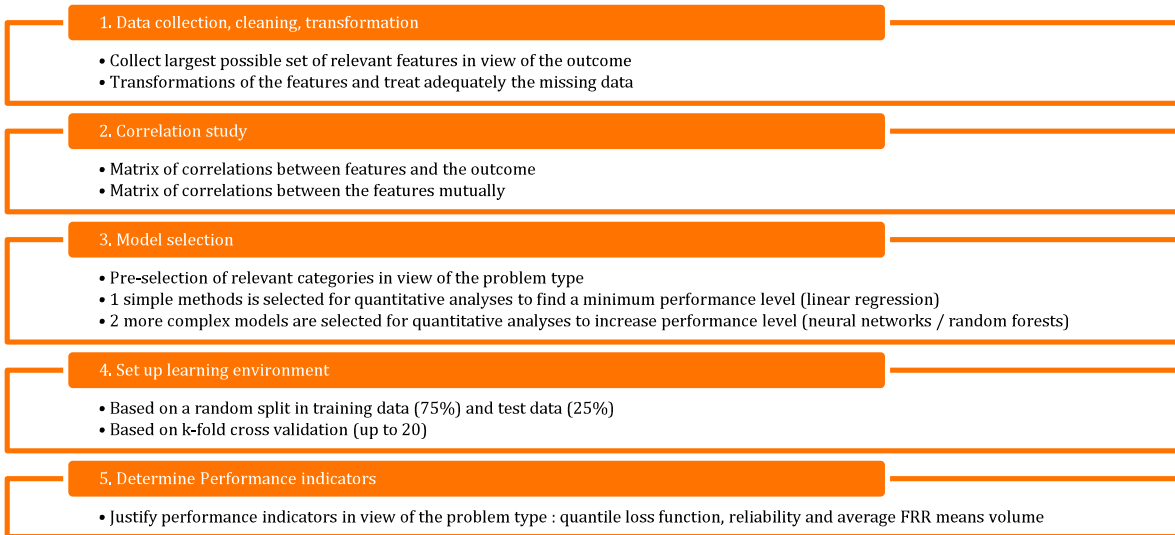 1. Data collection, cleaning, transformation
• Collect largest possible set of relevant features in view of the outcome
• Transformations of the features and treat adequately the missing data
2. Correlation study
• Matrix of correlations between features and the outcome
• Matrix of correlations between the features mutually
3. Model selection
• Pre-selection of relevant categories in view of the problem type
• 1 simple methods is selected for quantitative analyses to find a minimum performance level (linear regression)
• 2 more complex models are selected for quantitative analyses to increase performance level (neural networks / random forests)
4. Set up learning environment
• Based on a random split in training data (75%) and test data (25%)
• Based on k-fold cross validation (up to 20)
5. Determine Performance indicators
• Justify performance indicators in view of the problem type : quantile loss function, reliability and average FRR means volume